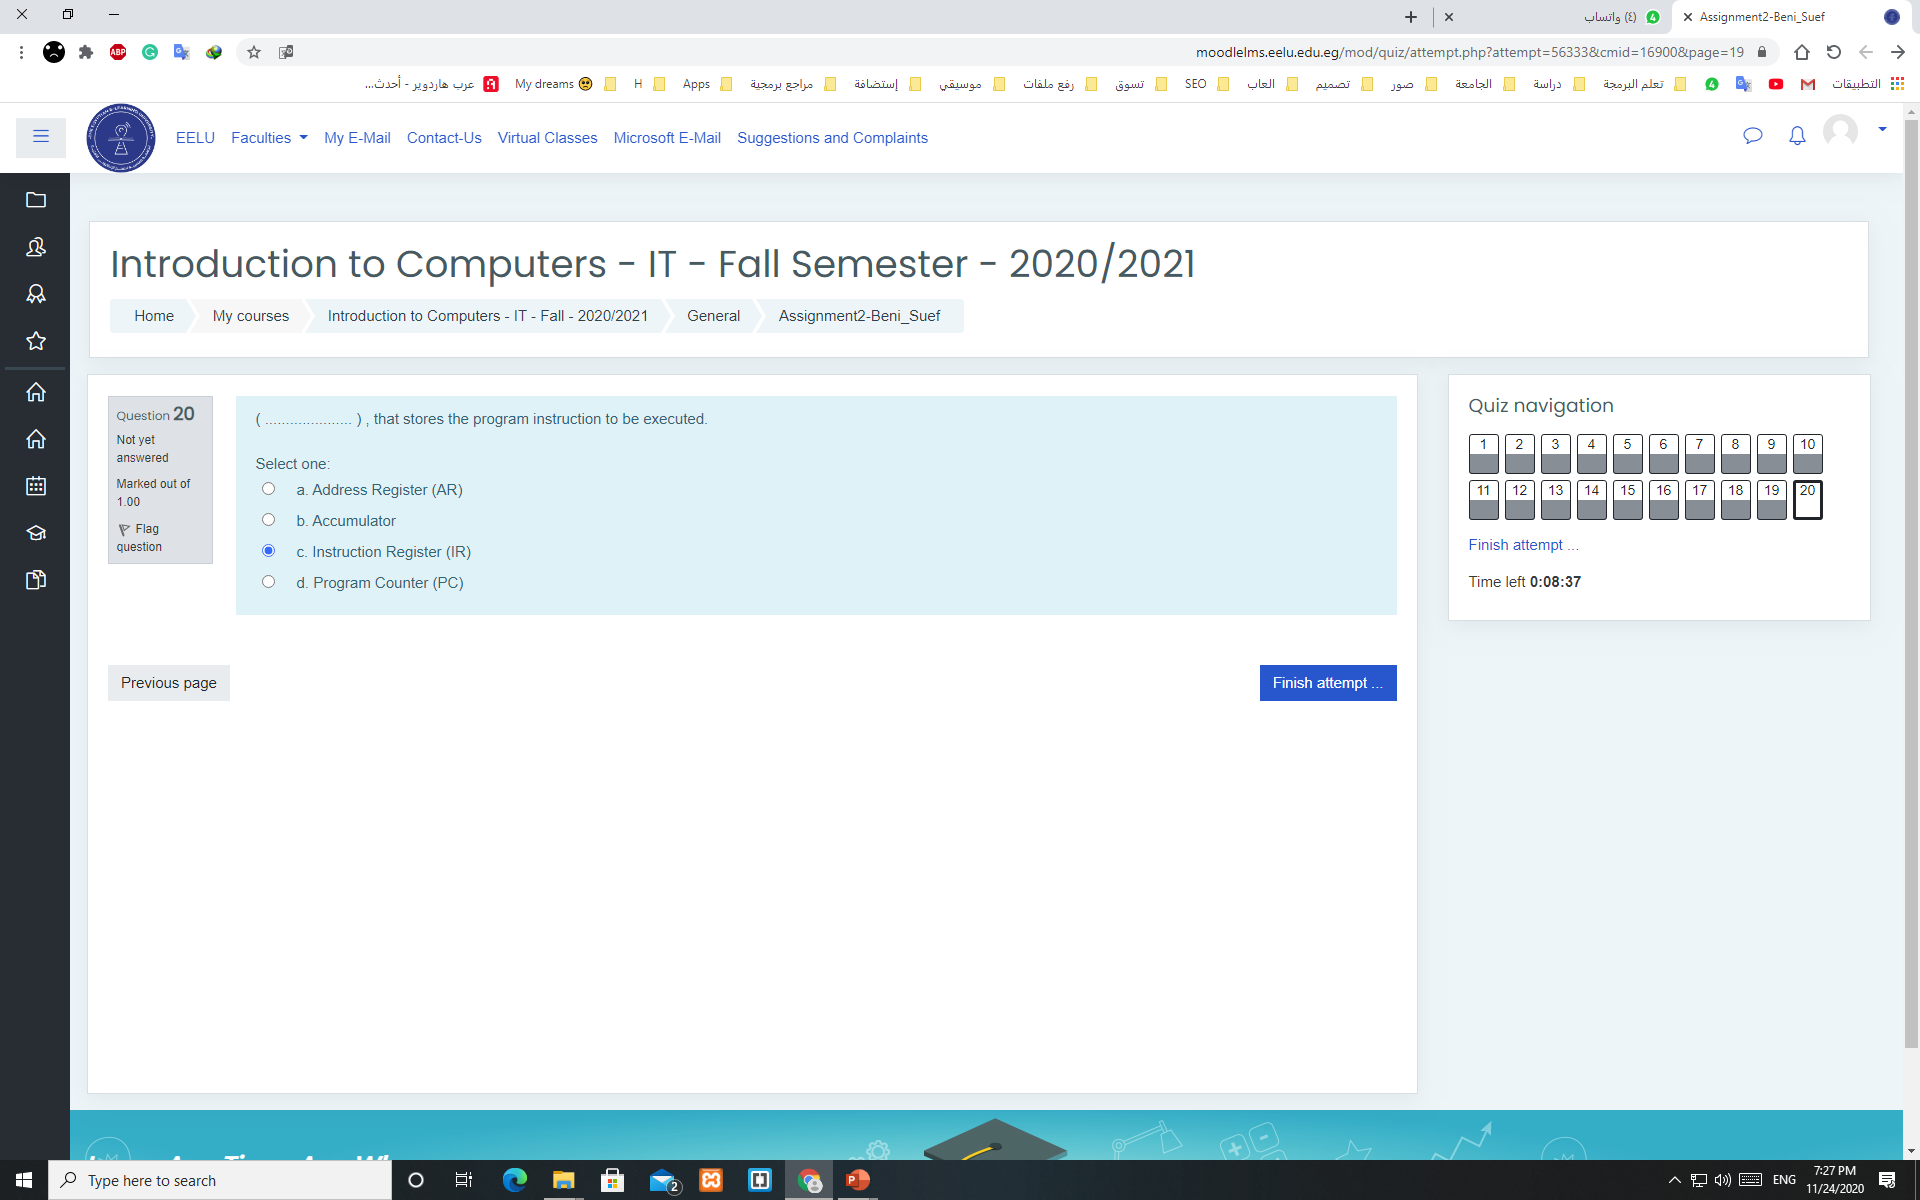 Assignment2-Beni_Suef
(٤) واتساب
moodlelms.eelu.edu.eg/mod/quiz/attempt.php?attempt=56333&cmid=16900&page=19
التطبيقات
تعلم البرمجة
دراسة
الجامعة
صور
تصميم
العاب
SEO
تسوق
رفع ملفات
موسيقي
إستضافة
مراجع برمجية
Apps
H
My dreams
عرب هاردوير - أحدث...
EELU Faculties My E-Mail Contact-Us Virtual Classes Microsoft E-Mail Suggestions and Complaints
Introduction to Computers - IT - Fall Semester - 2020/2021
Home My courses Introduction to Computers - IT - Fall - 2020/2021 General Assignment2-Beni_Suef
Question 20
Not yet
answered
Marked out of
1.00
Flag
question
( ..................... ) , that stores the program instruction to be executed.
Select one:
a. Address Register (AR)
b. Accumulator
c. Instruction Register (IR)
d. Program Counter (PC)
Previous page
Finish attempt ...
Quiz navigation
1 2 3 4 5 6 7 8 9 10
11 12 13 14 15 16 17 18 19 20
Finish attempt ...
Time left 0:08:37
Type here to search
2
ENG
7:27 PM
11/24/2020